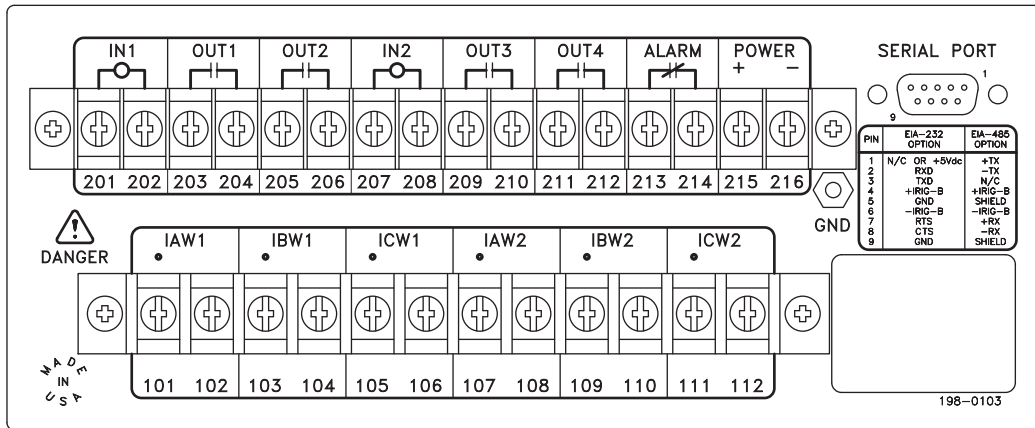 IN1 OUT1 OUT2 IN2 OUT3 OUT4 ALARM POWER
+ −
201 202 203 204 205 206 207 208 209 210 211 212 213 214 215 216
SERIAL PORT
1
9
PIN EIA-232 OPTION EIA-485 OPTION
1 N/C OR +5Vdc +TX
2 RXD −TX
3 TXD N/C
4 +IRIG-B +IRIG-B
5 GND SHIELD
6 −IRIG-B −IRIG-B
7 RTS +RX
8 CTS −RX
9 GND SHIELD
GND
DANGER
IAW1 IBW1 ICW1 IAW2 IBW2 ICW2
101 102 103 104 105 106 107 108 109 110 111 112
MADE
IN
USA
198-0103